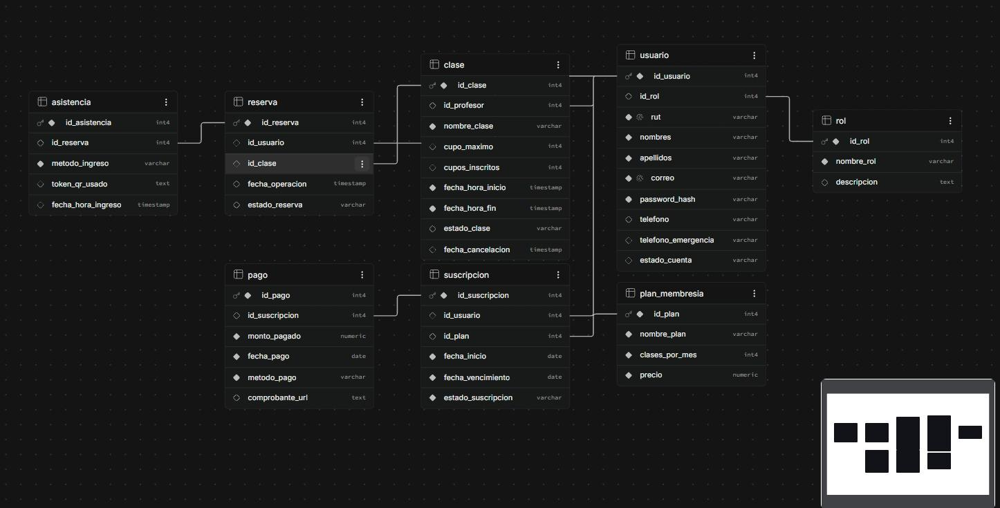 asistencia
id_asistencia int4
id_reserva int4
metodo_ingreso varchar
token_qr_usado text
fecha_hora_ingreso timestamp
reserva
id_reserva int4
id_usuario int4
id_clase
fecha_operacion timestamp
estado_reserva varchar
clase
id_clase int4
id_profesor int4
nombre_clase varchar
cupo_maximo int4
cupos_inscritos int4
fecha_hora_inicio timestamp
fecha_hora_fin timestamp
estado_clase varchar
fecha_cancelacion timestamp
usuario
id_usuario int4
id_rol int4
rut varchar
nombres varchar
apellidos varchar
correo varchar
password_hash varchar
telefono varchar
telefono_emergencia varchar
estado_cuenta varchar
rol
id_rol int4
nombre_rol varchar
descripcion text
pago
id_pago int4
id_suscripcion int4
monto_pagado numeric
fecha_pago date
metodo_pago varchar
comprobante_url text
suscripcion
id_suscripcion int4
id_usuario int4
id_plan int4
fecha_inicio date
fecha_vencimiento date
estado_suscripcion varchar
plan_membresia
id_plan int4
nombre_plan varchar
clases_por_mes int4
precio numeric